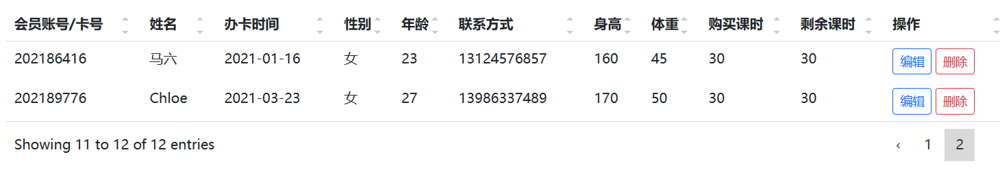 会员账号/卡号 姓名 办卡时间 性别 年龄 联系方式 身高 体重 购买课时 剩余课时 操作
202186416 马六 2021-01-16 女 23 13124576857 160 45 30 30 编辑 删除
202189776 Chloe 2021-03-23 女 27 13986337489 170 50 30 30 编辑 删除
Showing 11 to 12 of 12 entries ‹ 1 2